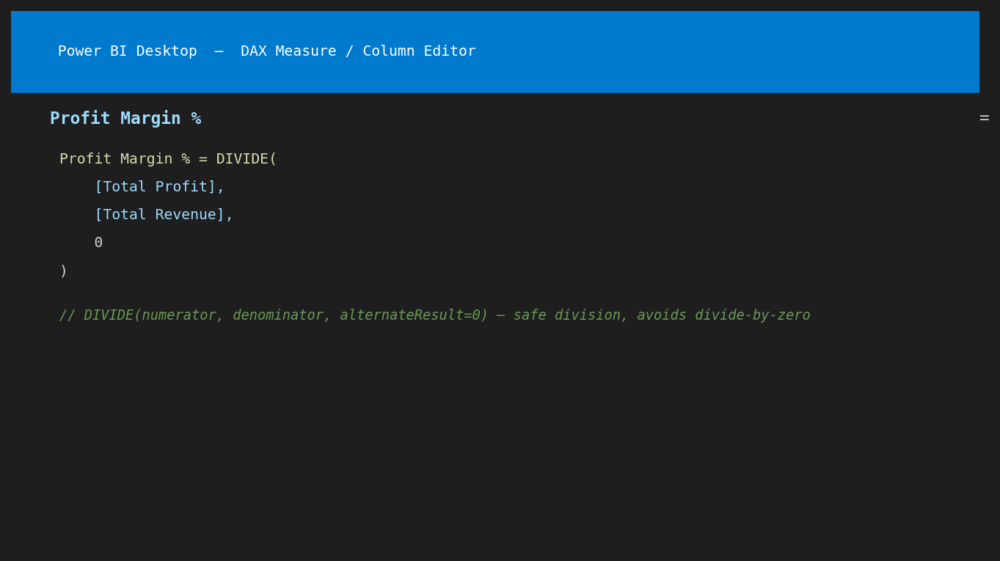 Power BI Desktop  —  DAX Measure / Column Editor
Profit Margin % =
Profit Margin % = DIVIDE(
    [Total Profit],
    [Total Revenue],
    0
)
// DIVIDE(numerator, denominator, alternateResult=0) — safe division, avoids divide-by-zero